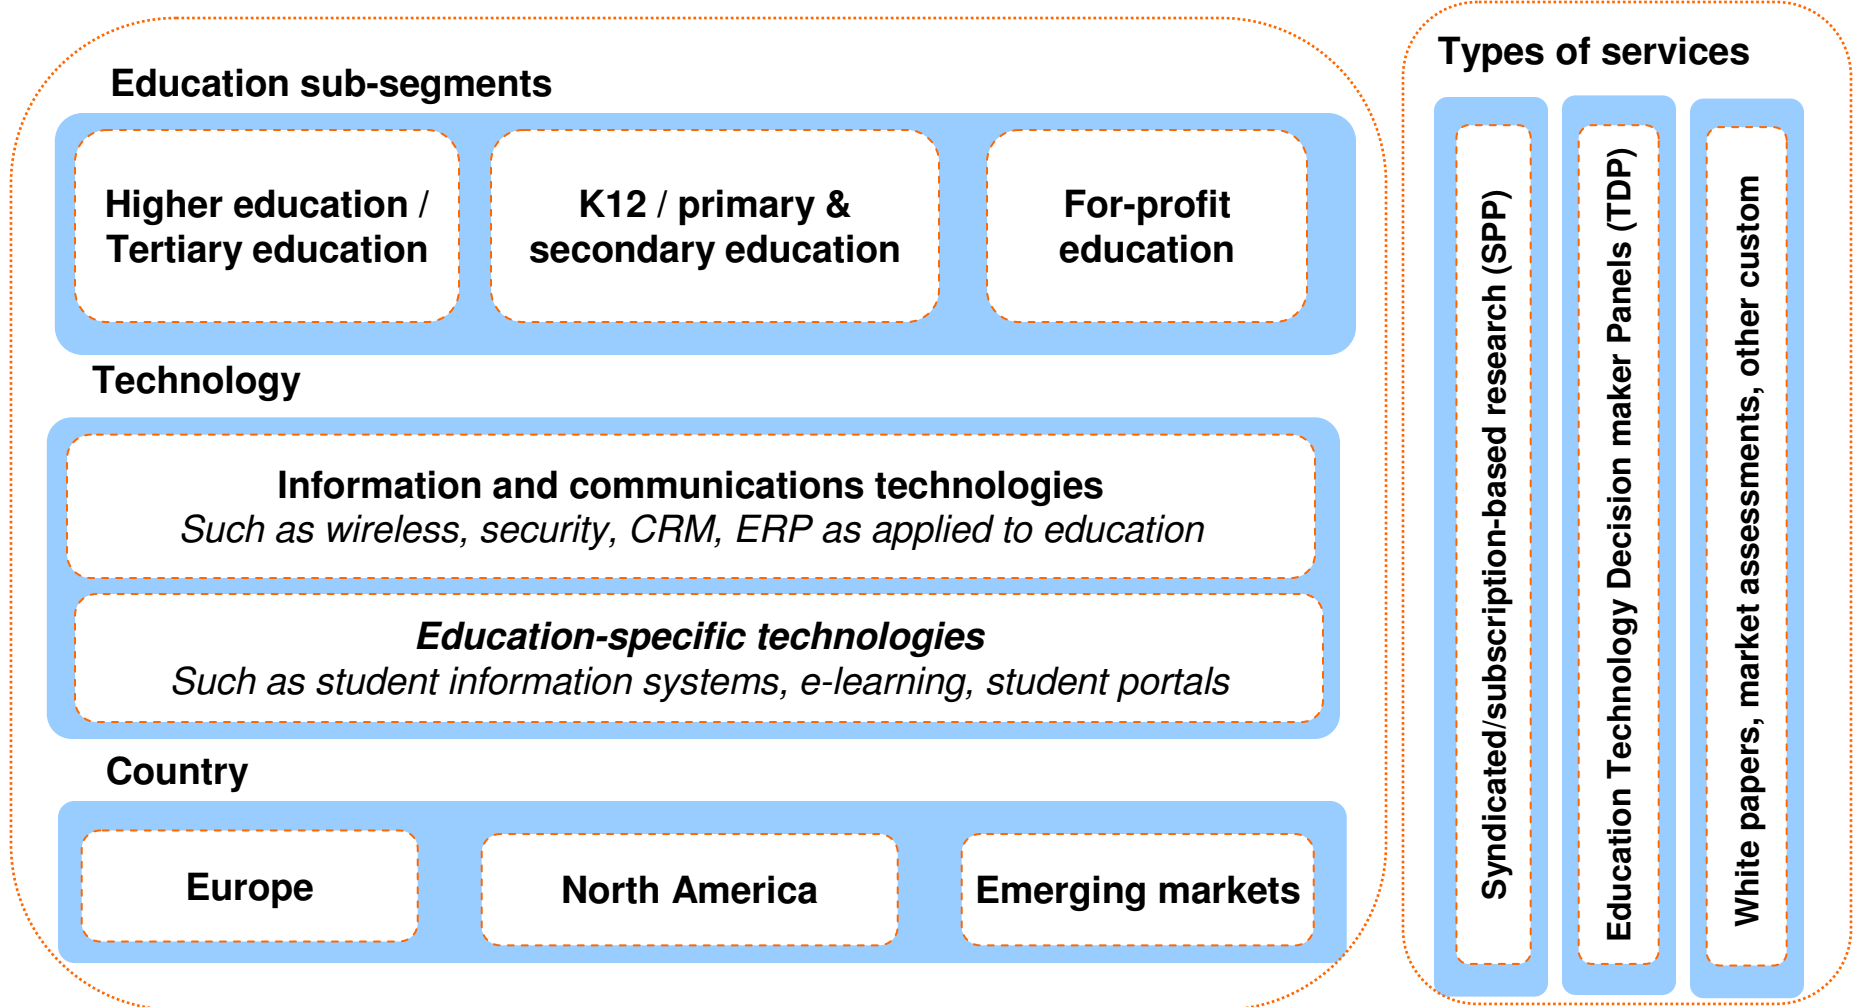 Education sub-segments
Higher education /
Tertiary education
K12 / primary &
secondary education
For-profit
education
Technology
Information and communications technologies
Such as wireless, security, CRM, ERP as applied to education
Education-specific technologies
Such as student information systems, e-learning, student portals
Country
Europe
North America
Emerging markets
Types of services
Syndicated/subscription-based research (SPP)
Education Technology Decision maker Panels (TDP)
White papers, market assessments, other custom